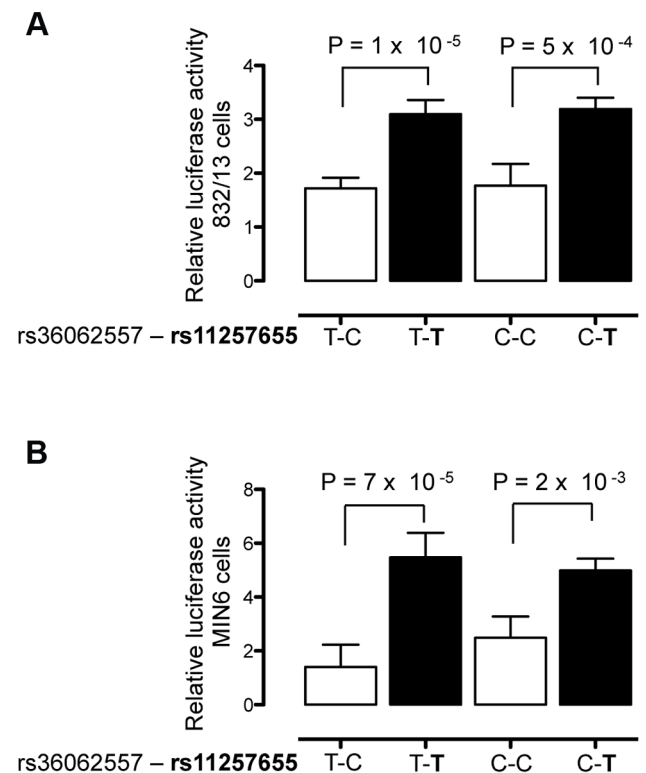 A
P = 1 x 10 -5 P = 5 x 10 -4
Relative luciferase activity
832/13 cells
4
3
2
1
0
rs36062557 – rs11257655 T-C T-T C-C C-T
B
P = 7 x 10 -5 P = 2 x 10 -3
Relative luciferase activity
MIN6 cells
8
6
4
2
0
rs36062557 – rs11257655 T-C T-T C-C C-T